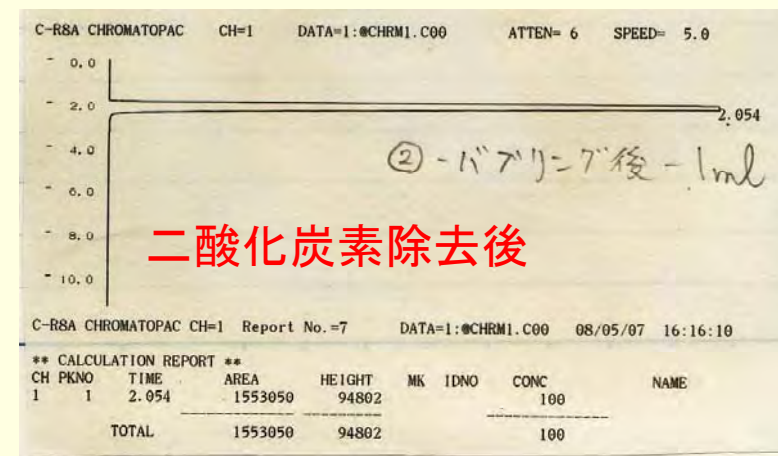 C-R8A CHROMATOPAC CH=1 DATA=1:@CHRM1.C00 ATTEN= 6 SPEED= 5.0
0.0
2.0
2.054
4.0
②-バブリング後-1ml
6.0
8.0
二酸化炭素除去後
10.0
C-R8A CHROMATOPAC CH=1 Report No.=7 DATA=1:@CHRM1.C00 08/05/07 16:16:10
** CALCULATION REPORT **
CH PKNO TIME AREA HEIGHT MK IDNO CONC NAME
1 1 2.054 1553050 94802 100
TOTAL 1553050 94802 100